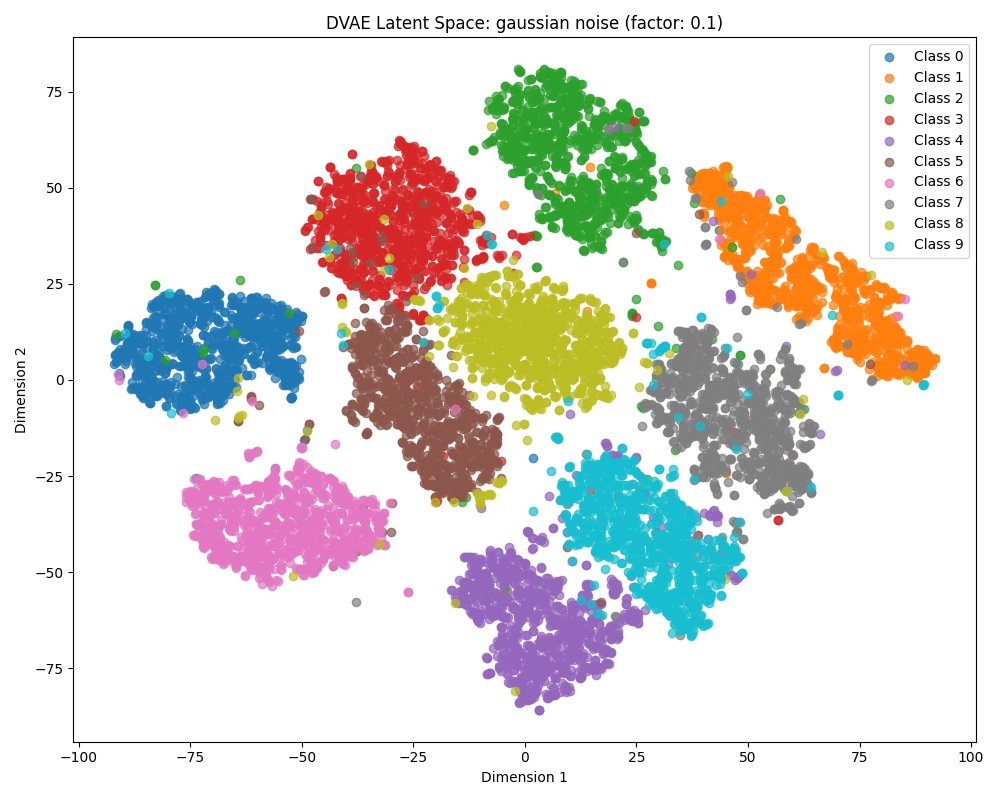 DVAE Latent Space: gaussian noise (factor: 0.1)
Class 0
Class 1
Class 2
Class 3
Class 4
Class 5
Class 6
Class 7
Class 8
Class 9
Dimension 2
75
50
25
0
−25
−50
−75
−100 −75 −50 −25 0 25 50 75 100
Dimension 1